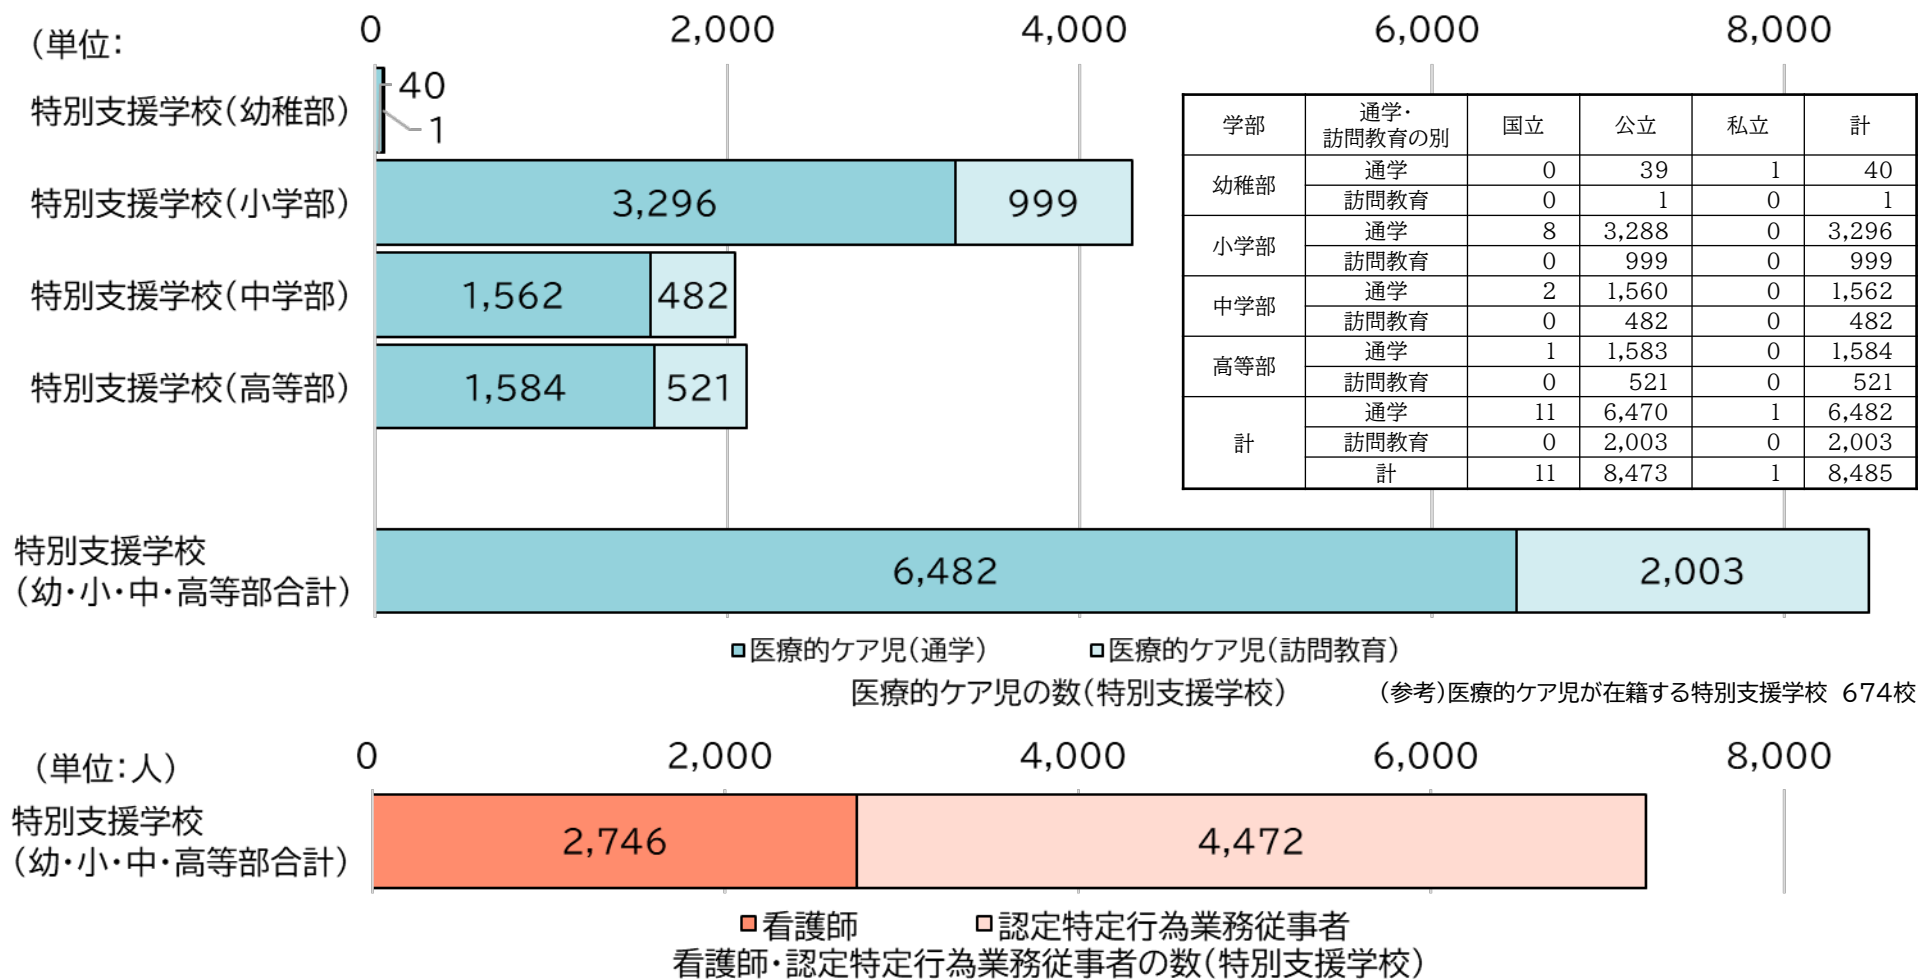 (単位:
0 2,000 4,000 6,000 8,000
特別支援学校(幼稚部)
40
1
特別支援学校(小学部)
3,296 999
特別支援学校(中学部)
1,562 482
特別支援学校(高等部)
1,584 521
特別支援学校
(幼・小・中・高等部合計)
6,482 2,003
学部 通学・訪問教育の別 国立 公立 私立 計
幼稚部 通学 0 39 1 40
訪問教育 0 1 0 1
小学部 通学 8 3,288 0 3,296
訪問教育 0 999 0 999
中学部 通学 2 1,560 0 1,562
訪問教育 0 482 0 482
高等部 通学 1 1,583 0 1,584
訪問教育 0 521 0 521
計 通学 11 6,470 1 6,482
訪問教育 0 2,003 0 2,003
計 11 8,473 1 8,485
医療的ケア児(通学) 医療的ケア児(訪問教育)
医療的ケア児の数(特別支援学校)
(参考)医療的ケア児が在籍する特別支援学校 674校
(単位:人)
0 2,000 4,000 6,000 8,000
特別支援学校
(幼・小・中・高等部合計)
2,746 4,472
看護師 認定特定行為業務従事者
看護師・認定特定行為業務従事者の数(特別支援学校)